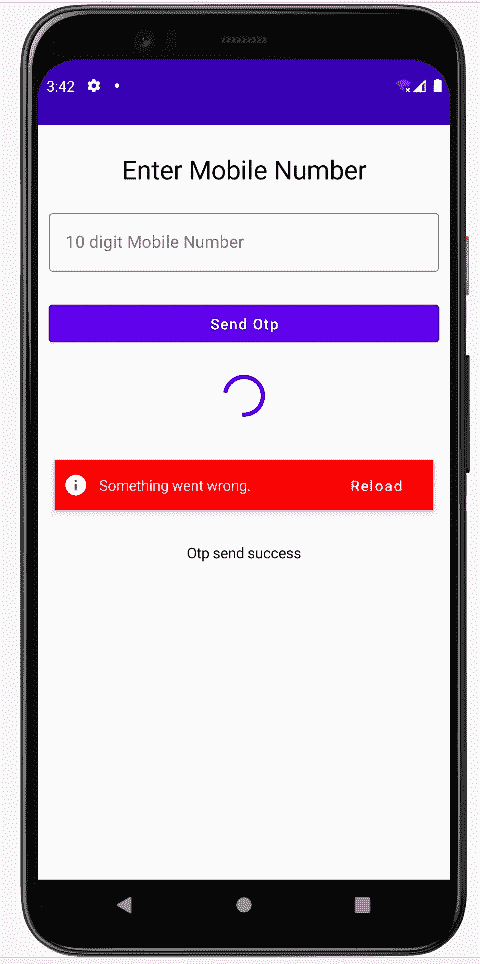 3:42
Enter Mobile Number
10 digit Mobile Number
Send Otp
Something went wrong. Reload
Otp send success